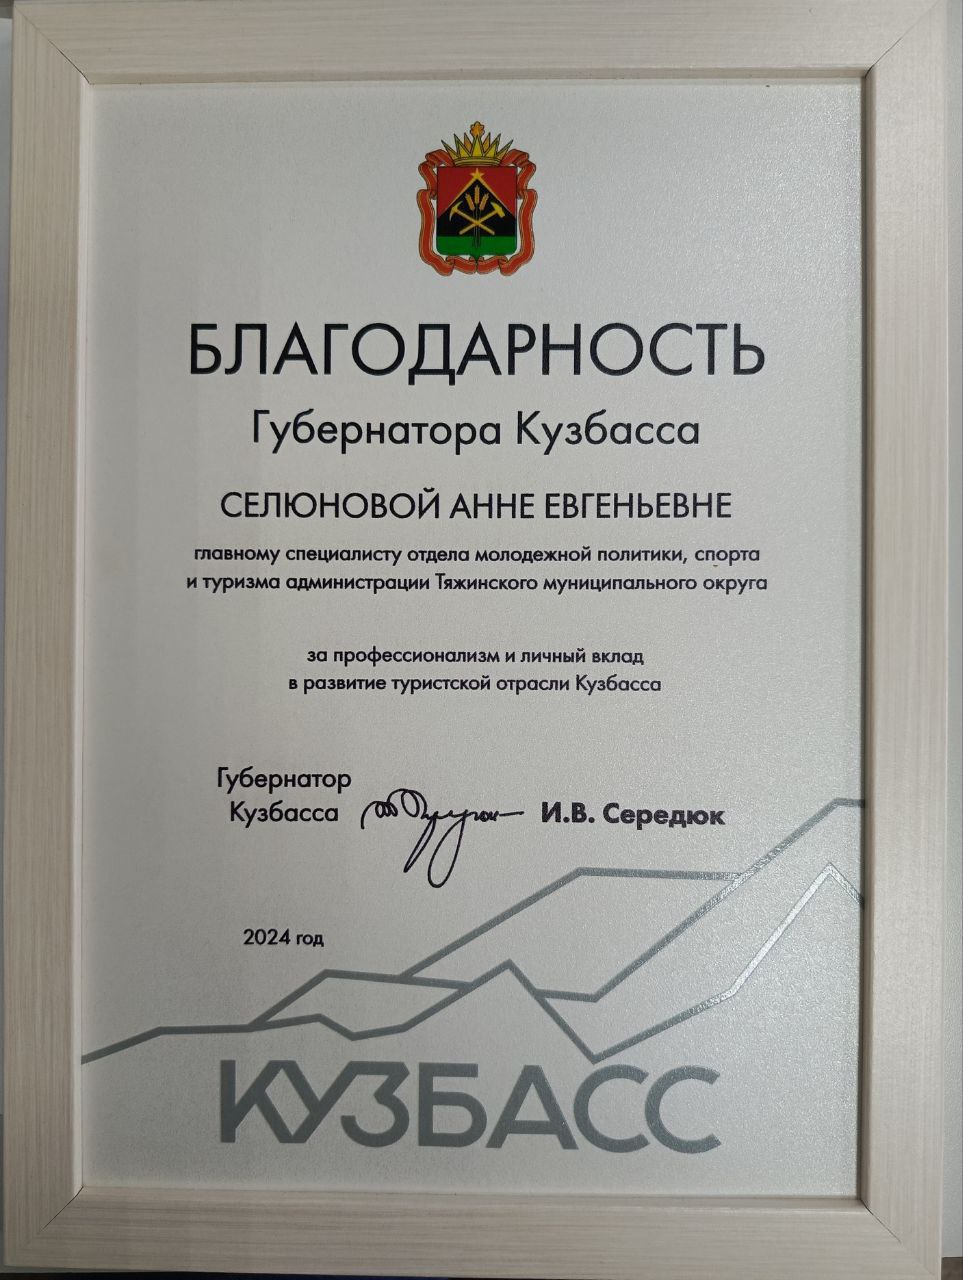 БЛАГОДАРНОСТЬ
Губернатора Кузбасса
СЕЛЮНОВОЙ АННЕ ЕВГЕНЬЕВНЕ
главному специалисту отдела молодежной политики, спорта
и туризма администрации Тяжинского муниципального округа
за профессионализм и личный вклад
в развитие туристской отрасли Кузбасса
Губернатор
Кузбасса И.В. Середюк
2024 год
КУЗБАСС